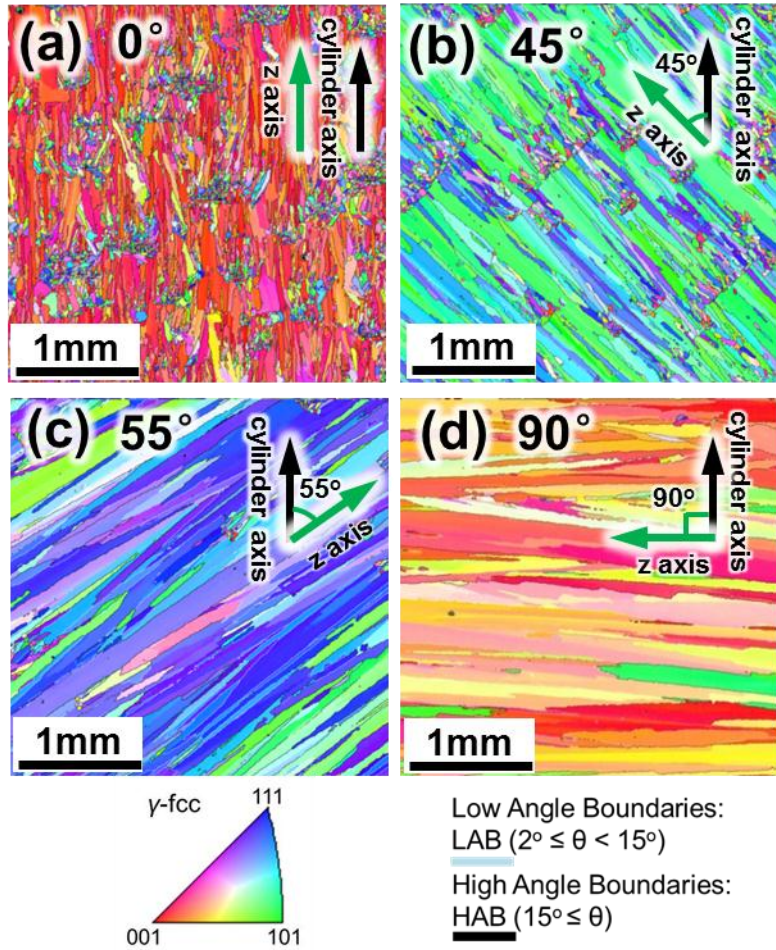 (a) 0°
z axis
cylinder axis
1mm
(b) 45°
45°
cylinder axis
z axis
1mm
(c) 55°
cylinder axis
55°
z axis
1mm
(d) 90°
90°
cylinder axis
z axis
1mm
γ-fcc
111
001
101
Low Angle Boundaries:
LAB (2° ≤ θ < 15°)
High Angle Boundaries:
HAB (15° ≤ θ)